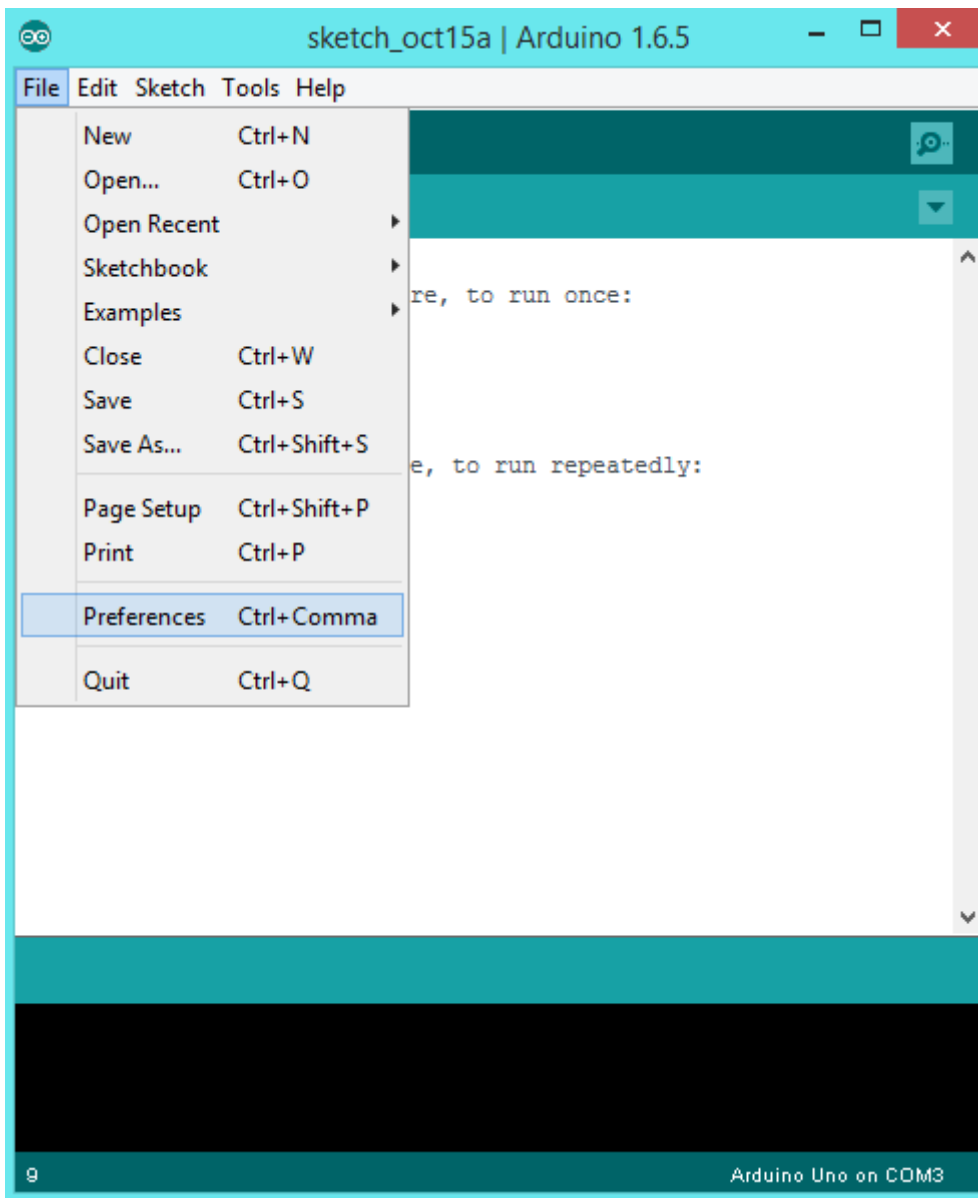 sketch_oct15a | Arduino 1.6.5
File Edit Sketch Tools Help
New Ctrl+N
Open... Ctrl+O
Open Recent
Sketchbook
re, to run once:
Examples
Close Ctrl+W
Save Ctrl+S
Save As... Ctrl+Shift+S
e, to run repeatedly:
Page Setup Ctrl+Shift+P
Print Ctrl+P
Preferences Ctrl+Comma
Quit Ctrl+Q
9 Arduino Uno on COM3